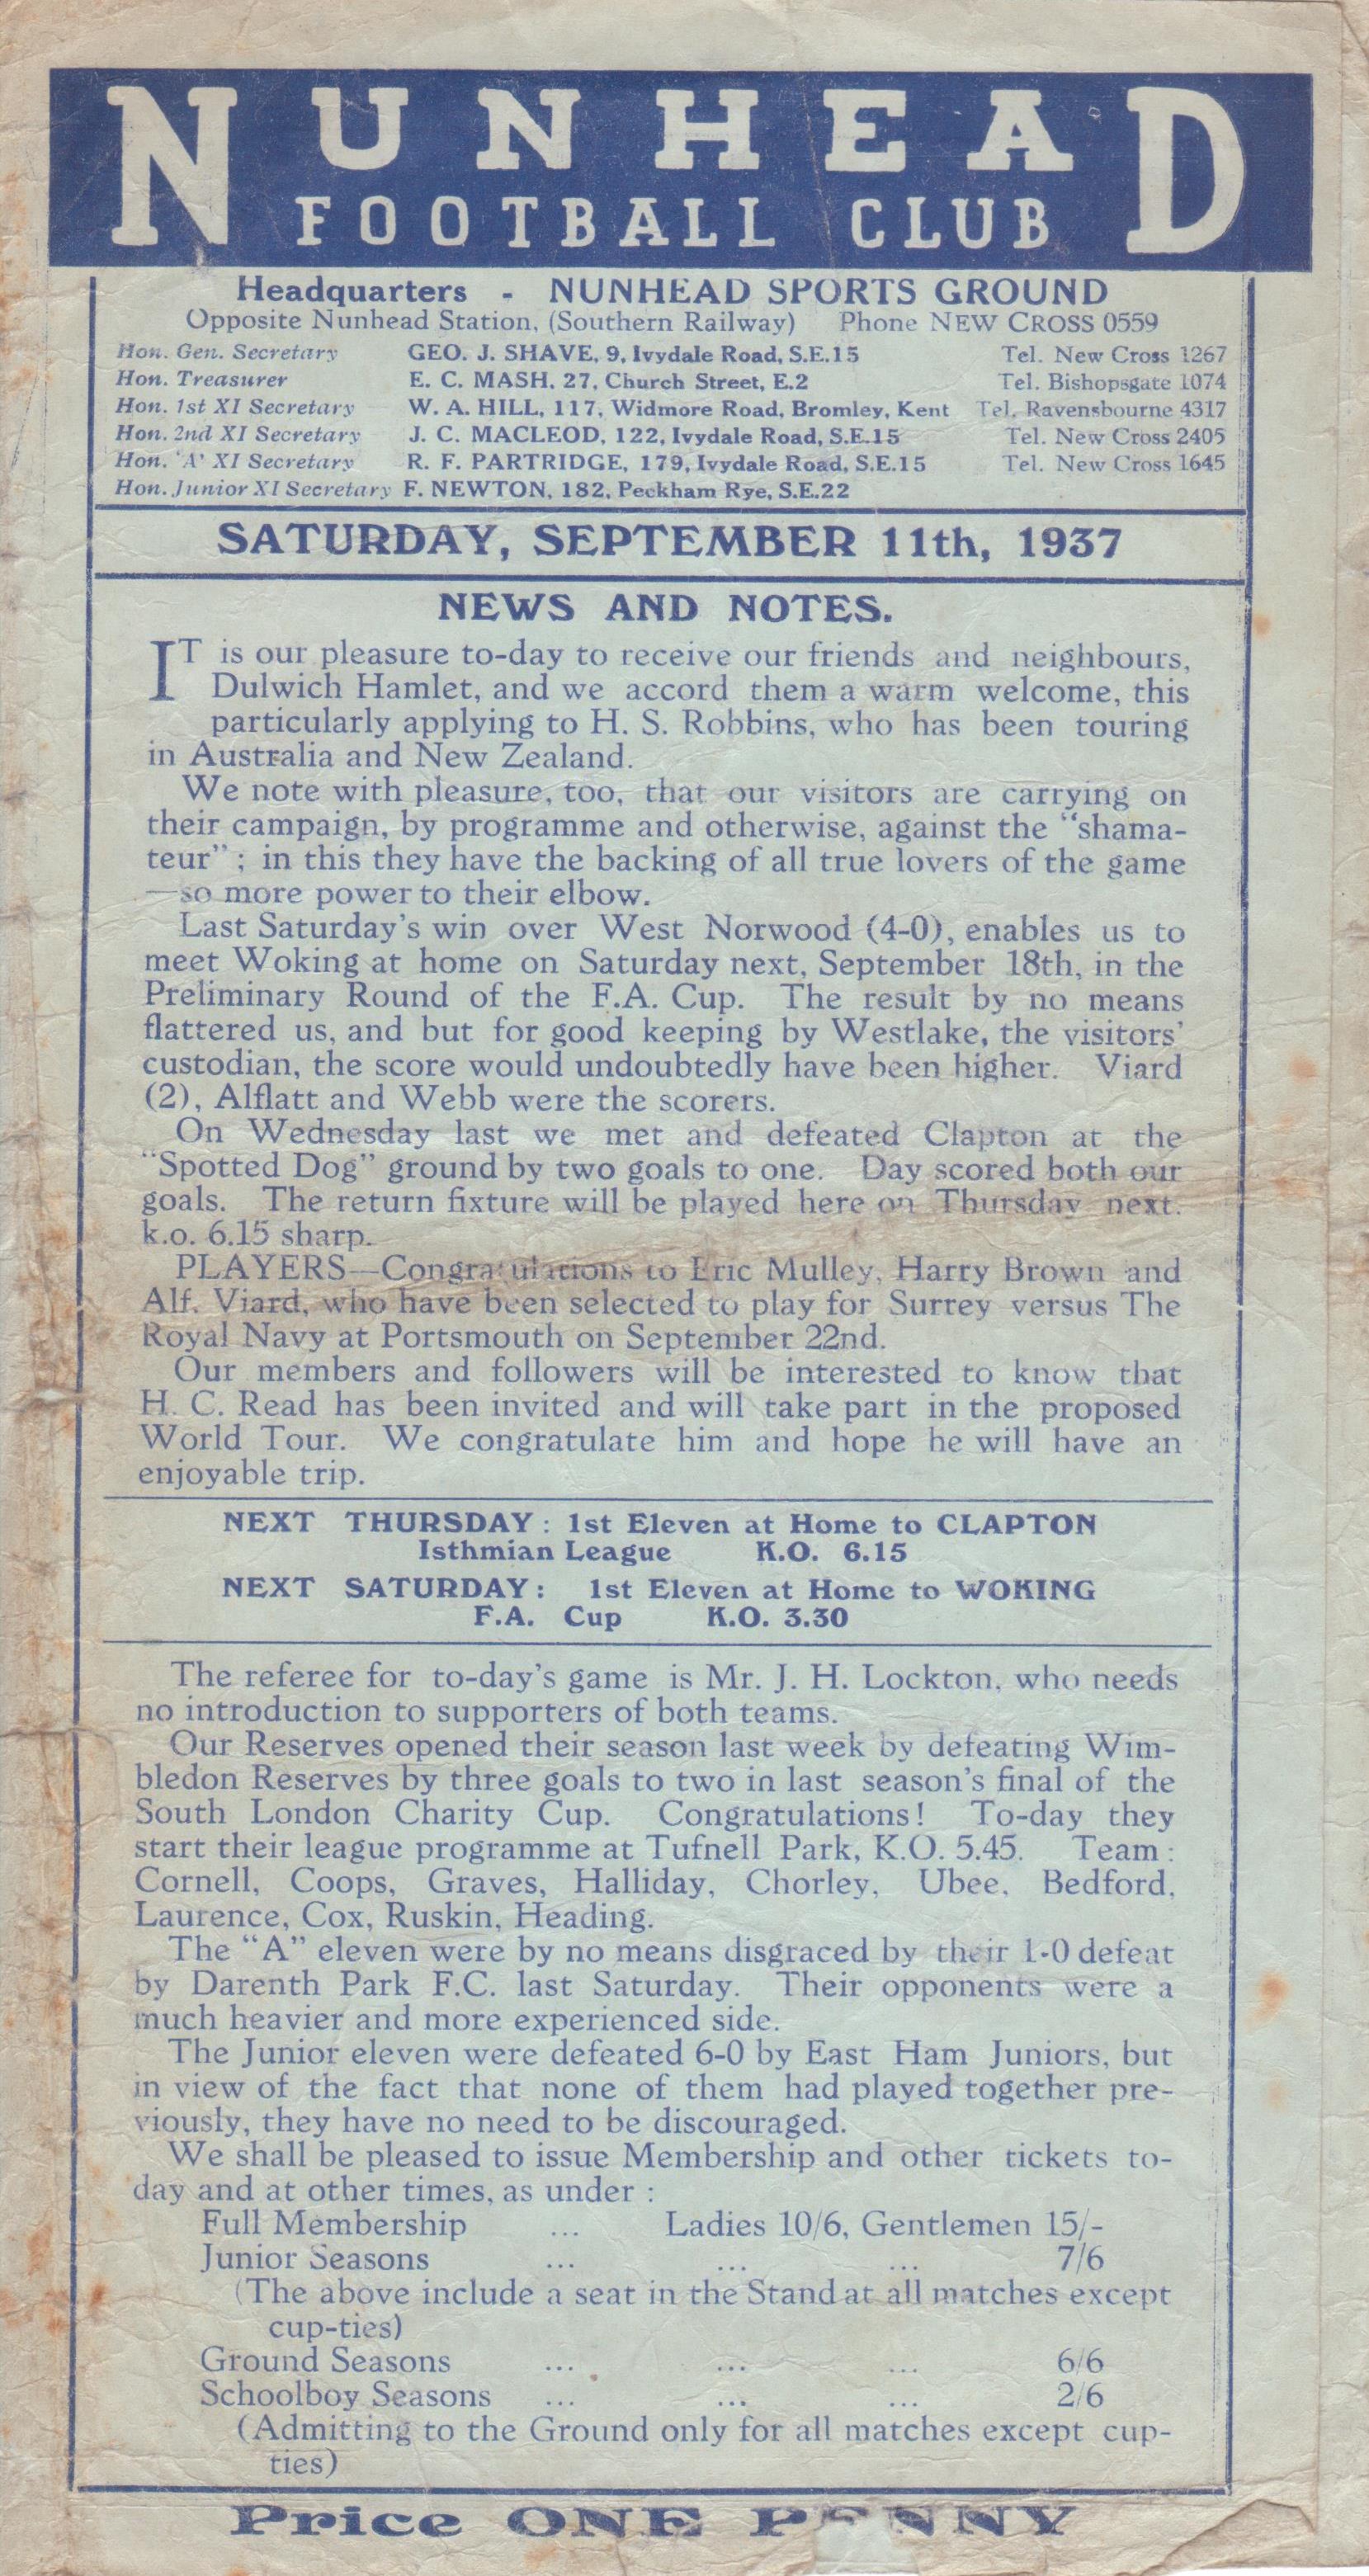 NUNHEAD
FOOTBALL CLUB
Headquarters - NUNHEAD SPORTS GROUND
Opposite Nunhead Station, (Southern Railway) Phone NEW CROSS 0559
Hon. Gen. Secretary GEO. J. SHAVE, 9, Ivydale Road, S.E.15 Tel. New Cross 1267
Hon. Treasurer E. C. MASH, 27, Church Street, E.2 Tel. Bishopsgate 1074
Hon. 1st XI Secretary W. A. HILL, 117, Widmore Road, Bromley, Kent Tel. Ravensbourne 4317
Hon. 2nd XI Secretary J. C. MACLEOD, 122, Ivydale Road, S.E.15 Tel. New Cross 2405
Hon. 'A' XI Secretary R. F. PARTRIDGE, 179, Ivydale Road, S.E.15 Tel. New Cross 1645
Hon. Junior XI Secretary F. NEWTON, 182, Peckham Rye, S.E.22
SATURDAY, SEPTEMBER 11th, 1937
NEWS AND NOTES.
IT is our pleasure to-day to receive our friends and neighbours,
Dulwich Hamlet, and we accord them a warm welcome, this
particularly applying to H. S. Robbins, who has been touring
in Australia and New Zealand.
We note with pleasure, too, that our visitors are carrying on
their campaign, by programme and otherwise, against the "shama-
teur"; in this they have the backing of all true lovers of the game
—so more power to their elbow.
Last Saturday's win over West Norwood (4-0), enables us to
meet Woking at home on Saturday next, September 18th, in the
Preliminary Round of the F.A. Cup. The result by no means
flattered us, and but for good keeping by Westlake, the visitors'
custodian, the score would undoubtedly have been higher. Viard
(2), Alflatt and Webb were the scorers.
On Wednesday last we met and defeated Clapton at the
"Spotted Dog" ground by two goals to one. Day scored both our
goals. The return fixture will be played here on Thursday next.
k.o. 6.15 sharp.
PLAYERS—Congratulations to Eric Mulley, Harry Brown and
Alf. Viard, who have been selected to play for Surrey versus The
Royal Navy at Portsmouth on September 22nd.
Our members and followers will be interested to know that
H. C. Read has been invited and will take part in the proposed
World Tour. We congratulate him and hope he will have an
enjoyable trip.
NEXT THURSDAY: 1st Eleven at Home to CLAPTON
Isthmian League K.O. 6.15
NEXT SATURDAY: 1st Eleven at Home to WOKING
F.A. Cup K.O. 3.30
The referee for to-day's game is Mr. J. H. Lockton, who needs
no introduction to supporters of both teams.
Our Reserves opened their season last week by defeating Wim-
bledon Reserves by three goals to two in last season's final of the
South London Charity Cup. Congratulations! To-day they
start their league programme at Tufnell Park, K.O. 5.45. Team:
Cornell, Coops, Graves, Halliday, Chorley, Ubee, Bedford,
Laurence, Cox, Ruskin, Heading.
The "A" eleven were by no means disgraced by their 1-0 defeat
by Darenth Park F.C. last Saturday. Their opponents were a
much heavier and more experienced side.
The Junior eleven were defeated 6-0 by East Ham Juniors, but
in view of the fact that none of them had played together pre-
viously, they have no need to be discouraged.
We shall be pleased to issue Membership and other tickets to-
day and at other times, as under:
Full Membership ... Ladies 10/6, Gentlemen 15/-
Junior Seasons ... ... ... 7/6
(The above include a seat in the Stand at all matches except
cup-ties)
Ground Seasons ... ... ... 6/6
Schoolboy Seasons ... ... ... 2/6
(Admitting to the Ground only for all matches except cup-
ties)
Price ONE PENNY